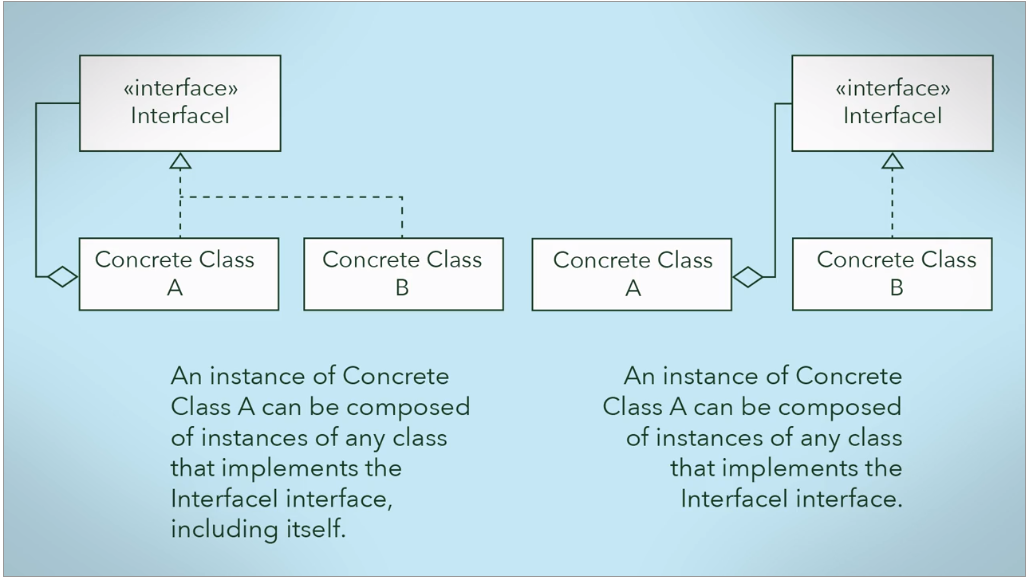 «interface»
InterfaceI
Concrete Class
A
Concrete Class
B
An instance of Concrete
Class A can be composed
of instances of any class
that implements the
InterfaceI interface,
including itself.
«interface»
InterfaceI
Concrete Class
A
Concrete Class
B
An instance of Concrete
Class A can be composed
of instances of any class
that implements the
InterfaceI interface.